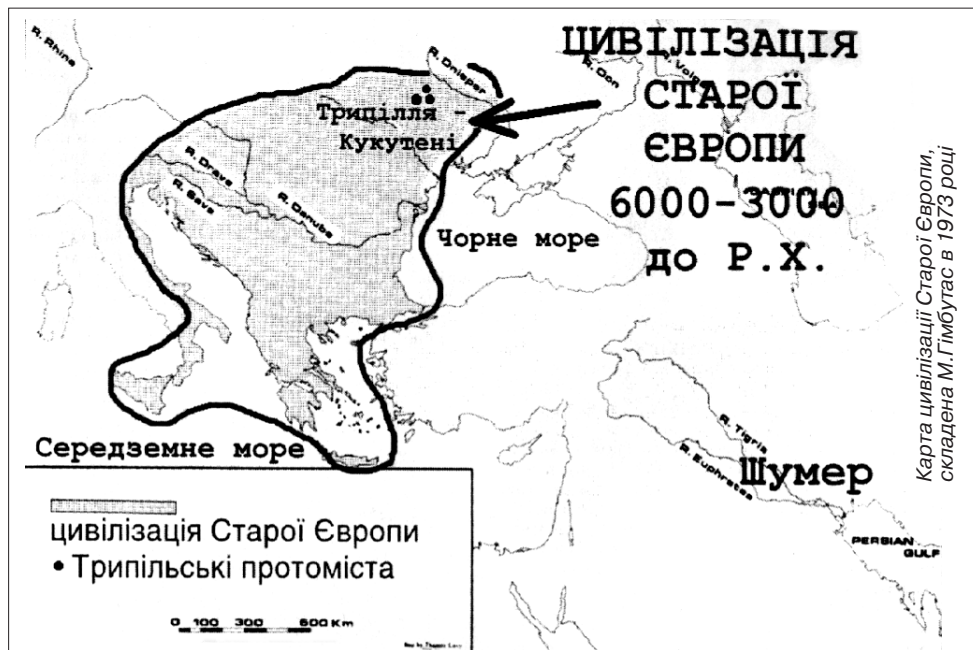 R. Rhine
R. Dnieper
R. Don
R. Volga
ЦИВІЛІЗАЦІЯ
СТАРОЇ
ЄВРОПИ
6000-3000
до Р.Х.
Трипілля -
Кукутені
R. Drava
R. Sava
R. Danube
Чорне море
Середземне море
R. Tigris
R. Euphrates
Шумер
PERSIAN
GULF
цивілізація Старої Європи
• Трипільські протоміста
0 100 300 600 Km
Карта цивілізації Старої Європи,
складена М.Гімбутас в 1973 році